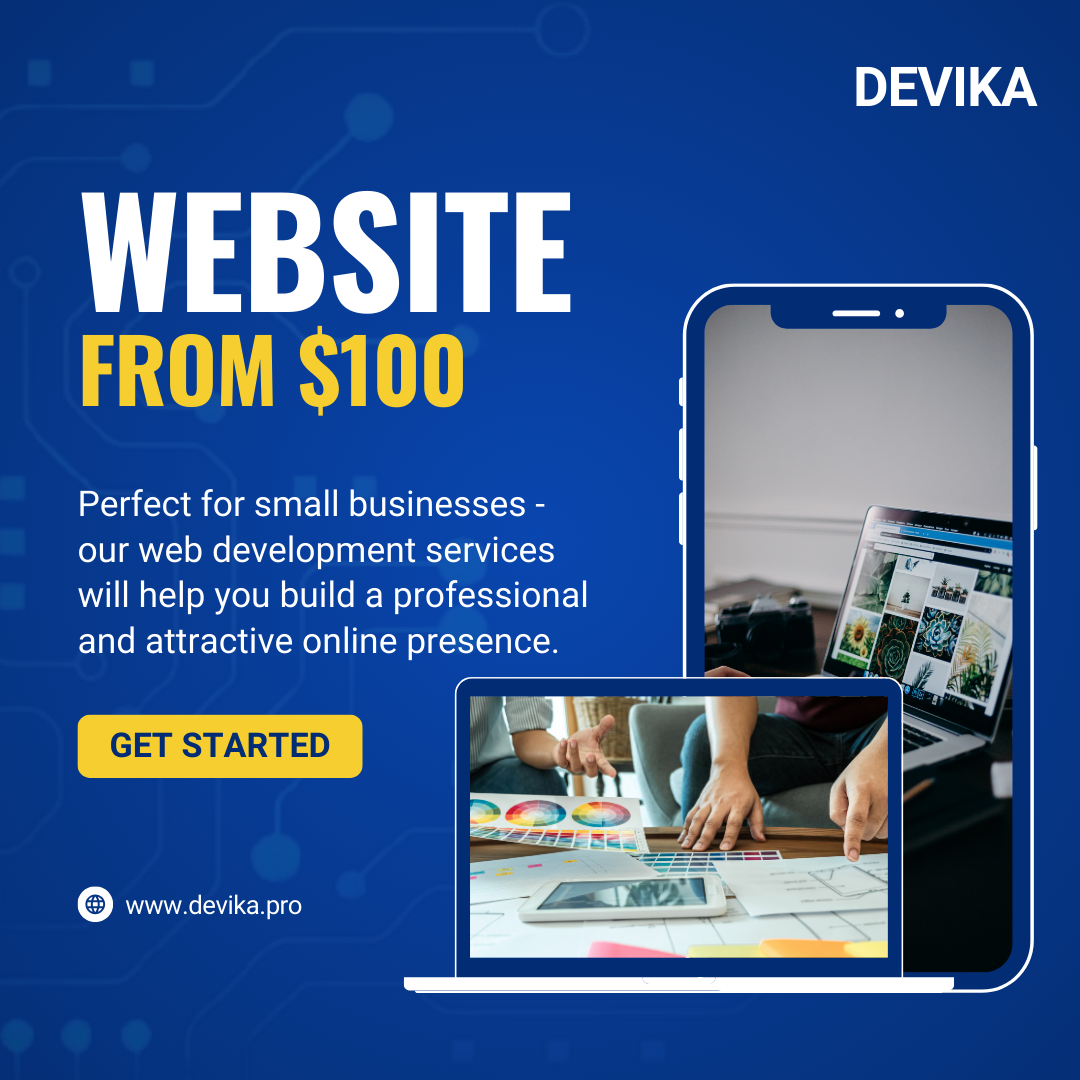 DEVIKA
WEBSITE
FROM $100
Perfect for small businesses -
our web development services
will help you build a professional
and attractive online presence.
GET STARTED
www.devika.pro